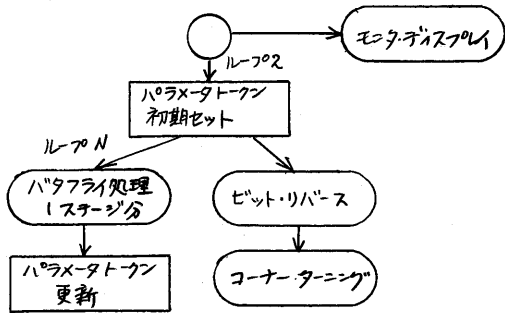 モニタ・ディスプレイ
ループ2
パラメータトークン
初期セット
ループN
バタフライ処理
1ステージ分
ビット・リバース
パラメータトークン
更新
コーナー・ターニング